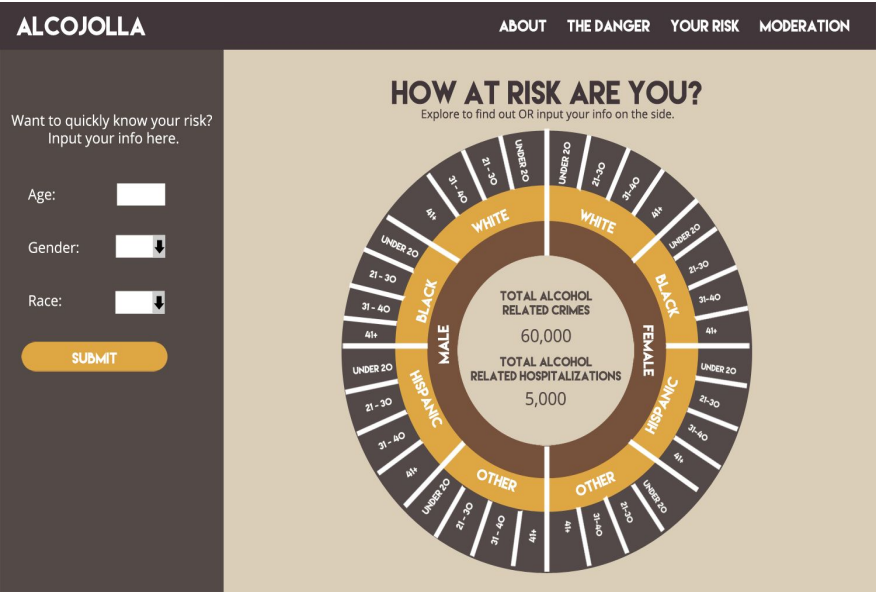 ALCOJOLLA
ABOUT THE DANGER YOUR RISK MODERATION
Want to quickly know your risk?
Input your info here.
Age:
Gender:
Race:
SUBMIT
HOW AT RISK ARE YOU?
Explore to find out OR input your info on the side.
TOTAL ALCOHOL
RELATED CRIMES
60,000
TOTAL ALCOHOL
RELATED HOSPITALIZATIONS
5,000
FEMALE
WHITE
UNDER 20
21-30
31-40
41+
BLACK
UNDER 20
21-30
31-40
41+
HISPANIC
UNDER 20
21-30
31-40
41+
OTHER
UNDER 20
21-30
31-40
41+
MALE
WHITE
UNDER 20
21 - 30
31 - 40
41+
BLACK
UNDER 20
21 - 30
31 - 40
41+
HISPANIC
UNDER 20
21 - 30
31 - 40
41+
OTHER
UNDER 20
21 - 30
31 - 40
41+